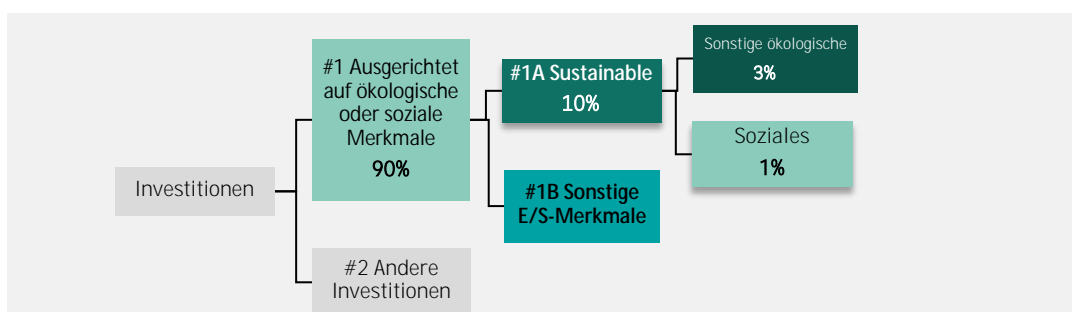 Investitionen
#1 Ausgerichtet
auf ökologische
oder soziale
Merkmale
90%
#2 Andere
Investitionen
#1A Sustainable
10%
#1B Sonstige
E/S-Merkmale
Sonstige ökologische
3%
Soziales
1%